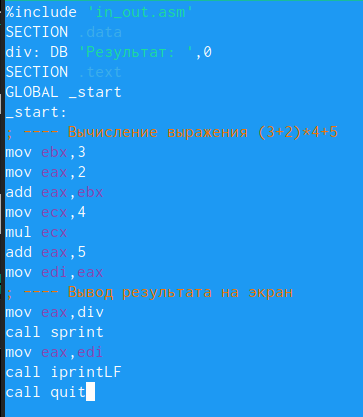 %include 'in_out.asm'
SECTION .data
div: DB 'Результат: ',0
SECTION .text
GLOBAL _start
_start:
; ---- Вычисление выражения (3+2)*4+5
mov ebx,3
mov eax,2
add eax,ebx
mov ecx,4
mul ecx
add eax,5
mov edi,eax
; ---- Вывод результата на экран
mov eax,div
call sprint
mov eax,edi
call iprintLF
call quit